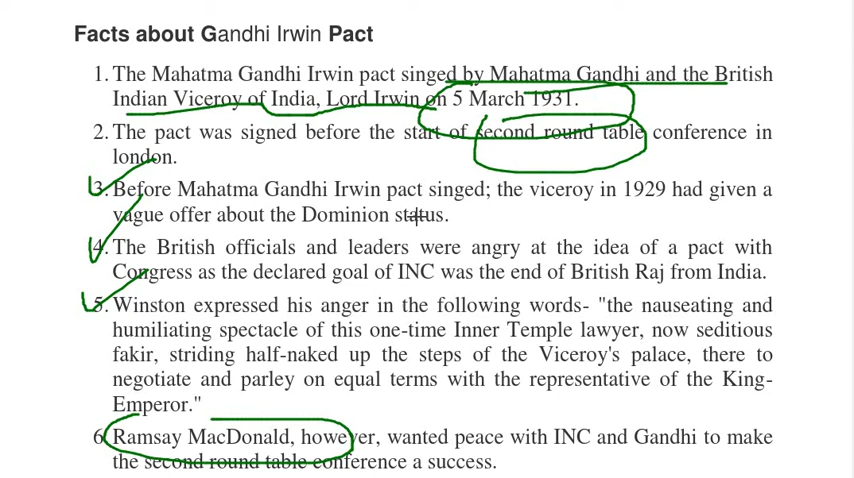 Facts about Gandhi Irwin Pact
1. The Mahatma Gandhi Irwin pact singed by Mahatma Gandhi and the British
Indian Viceroy of India, Lord Irwin on 5 March 1931.
2. The pact was signed before the start of second round table conference in
london.
3. Before Mahatma Gandhi Irwin pact singed; the viceroy in 1929 had given a
vague offer about the Dominion status.
4. The British officials and leaders were angry at the idea of a pact with
Congress as the declared goal of INC was the end of British Raj from India.
5. Winston expressed his anger in the following words- "the nauseating and
humiliating spectacle of this one-time Inner Temple lawyer, now seditious
fakir, striding half-naked up the steps of the Viceroy's palace, there to
negotiate and parley on equal terms with the representative of the King-
Emperor."
6. Ramsay MacDonald, however, wanted peace with INC and Gandhi to make
the second round table conference a success.